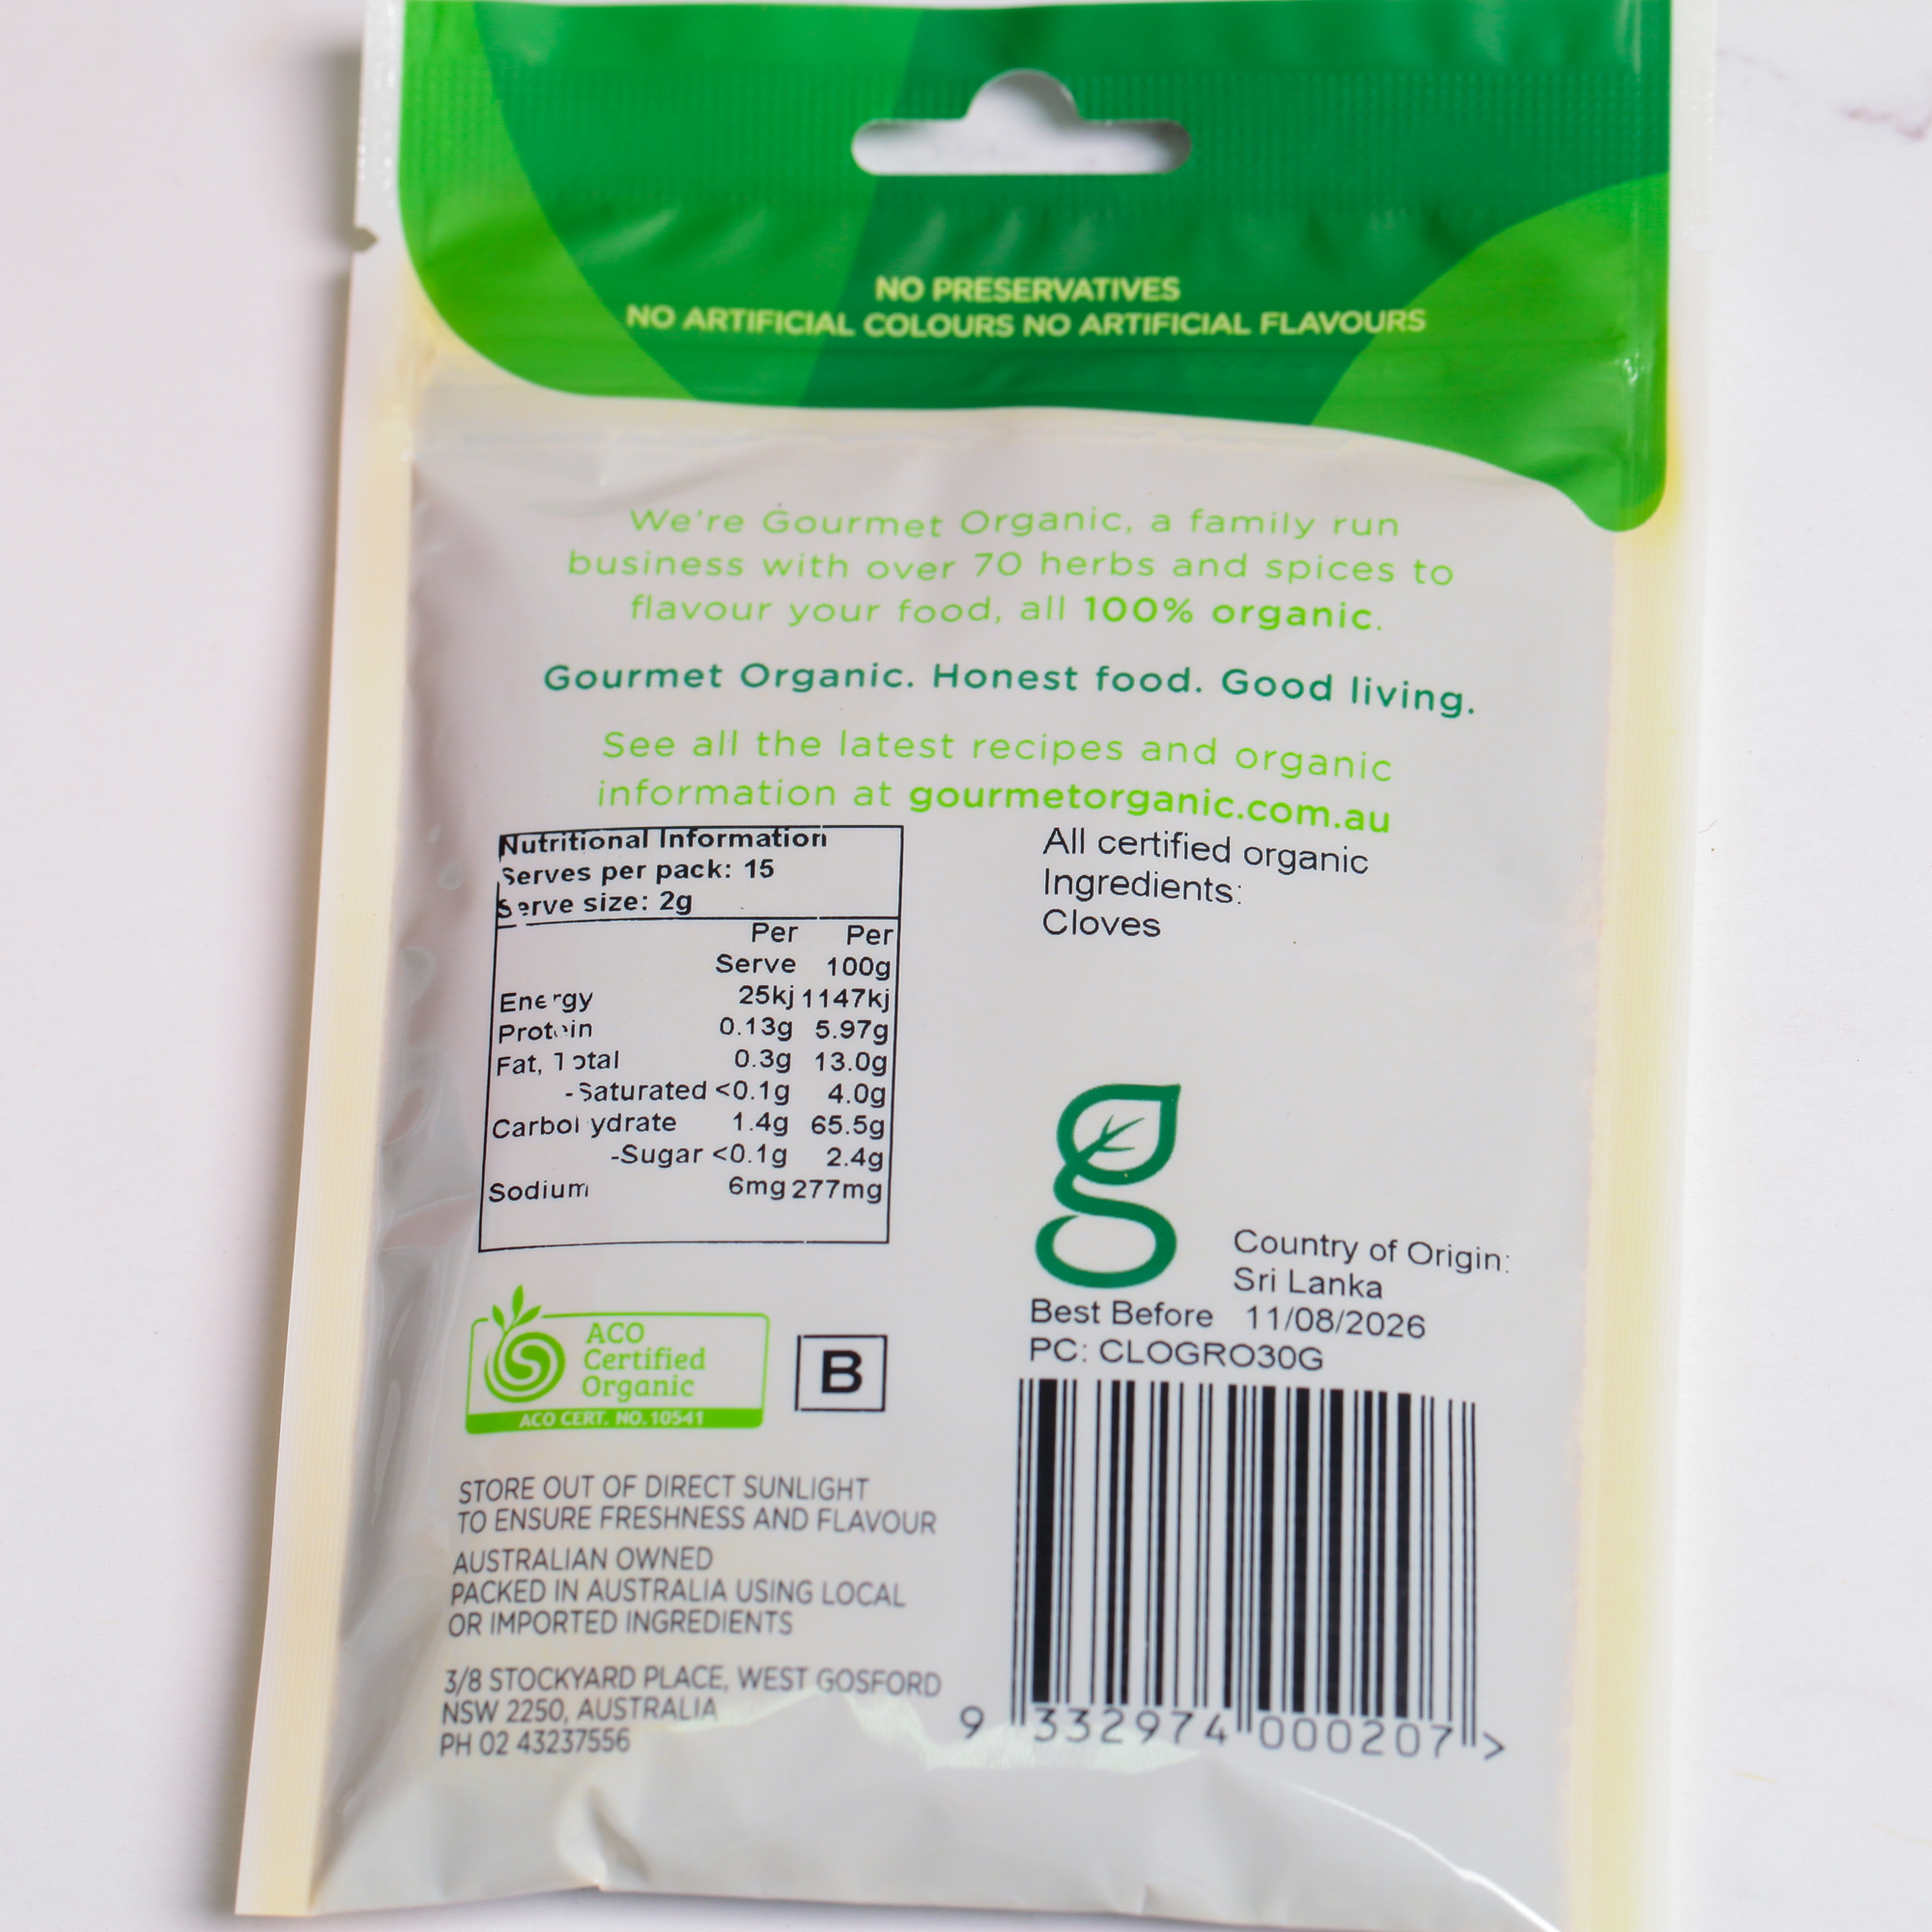 NO PRESERVATIVES
NO ARTIFICIAL COLOURS NO ARTIFICIAL FLAVOURS
We're Gourmet Organic, a family run
business with over 70 herbs and spices to
flavour your food, all 100% organic.
Gourmet Organic. Honest food. Good living.
See all the latest recipes and organic
information at gourmetorganic.com.au
Nutritional Information
Serves per pack: 15
Serve size: 2g
Per Per
Serve 100g
Energy 25kj 1147kj
Protein 0.13g 5.97g
Fat, Total 0.3g 13.0g
-Saturated <0.1g 4.0g
Carbohydrate 1.4g 65.5g
-Sugar <0.1g 2.4g
Sodium 6mg 277mg
All certified organic
Ingredients:
Cloves
Country of Origin:
Sri Lanka
Best Before 11/08/2026
PC: CLOGRO30G
ACO
Certified
Organic
ACO CERT. NO. 10541
B
STORE OUT OF DIRECT SUNLIGHT
TO ENSURE FRESHNESS AND FLAVOUR
AUSTRALIAN OWNED
PACKED IN AUSTRALIA USING LOCAL
OR IMPORTED INGREDIENTS
3/8 STOCKYARD PLACE, WEST GOSFORD
NSW 2250, AUSTRALIA
PH 02 43237556
9 332974 000207 >